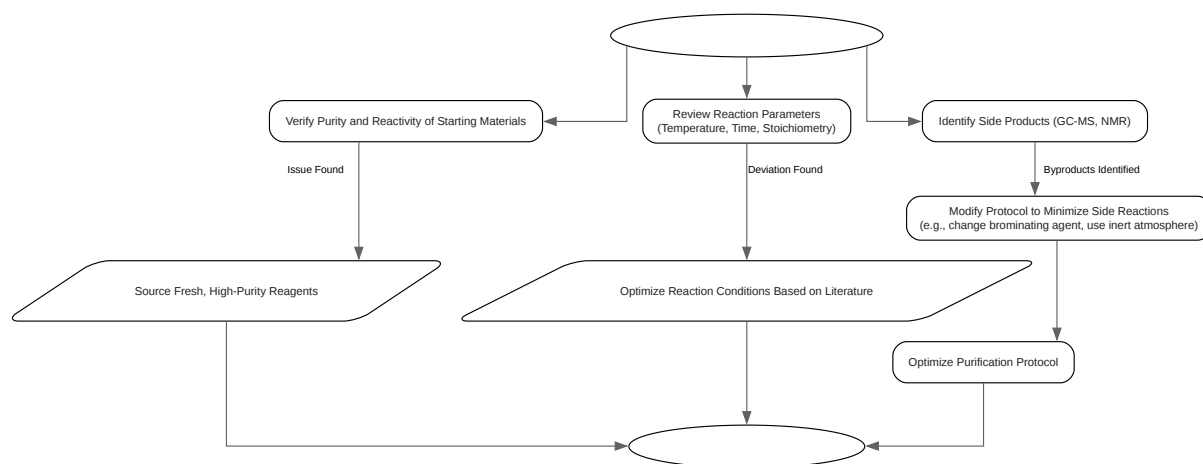 Verify Purity and Reactivity of Starting Materials
Review Reaction Parameters
(Temperature, Time, Stoichiometry)
Identify Side Products (GC-MS, NMR)
Issue Found
Deviation Found
Byproducts Identified
Modify Protocol to Minimize Side Reactions
(e.g., change brominating agent, use inert atmosphere)
Source Fresh, High-Purity Reagents
Optimize Reaction Conditions Based on Literature
Optimize Purification Protocol